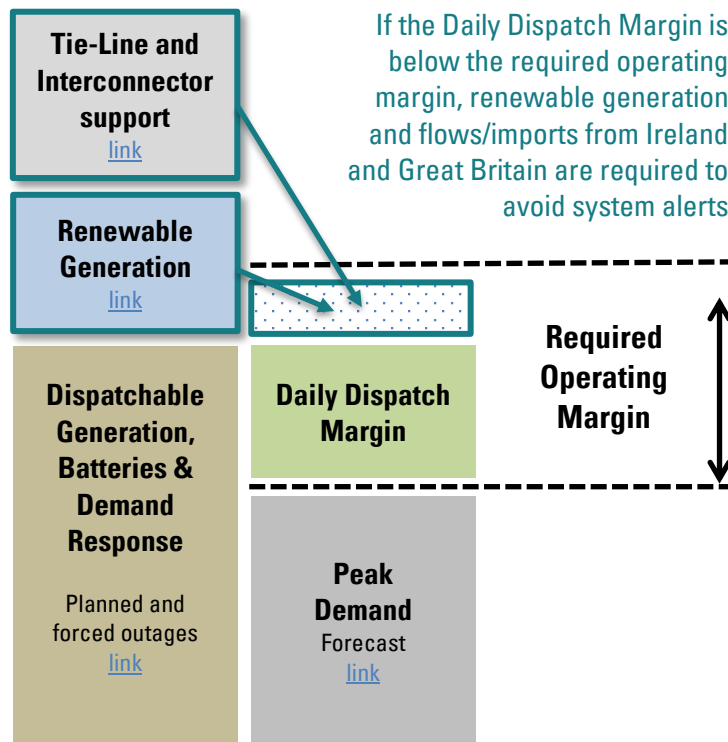 Tie-Line and
Interconnector
support
link
If the Daily Dispatch Margin is
below the required operating
margin, renewable generation
and flows/imports from Ireland
and Great Britain are required to
avoid system alerts
Renewable
Generation
link
Dispatchable
Generation,
Batteries &
Demand
Response
Planned and
forced outages
link
Daily Dispatch
Margin
Required
Operating
Margin
Peak
Demand
Forecast
link